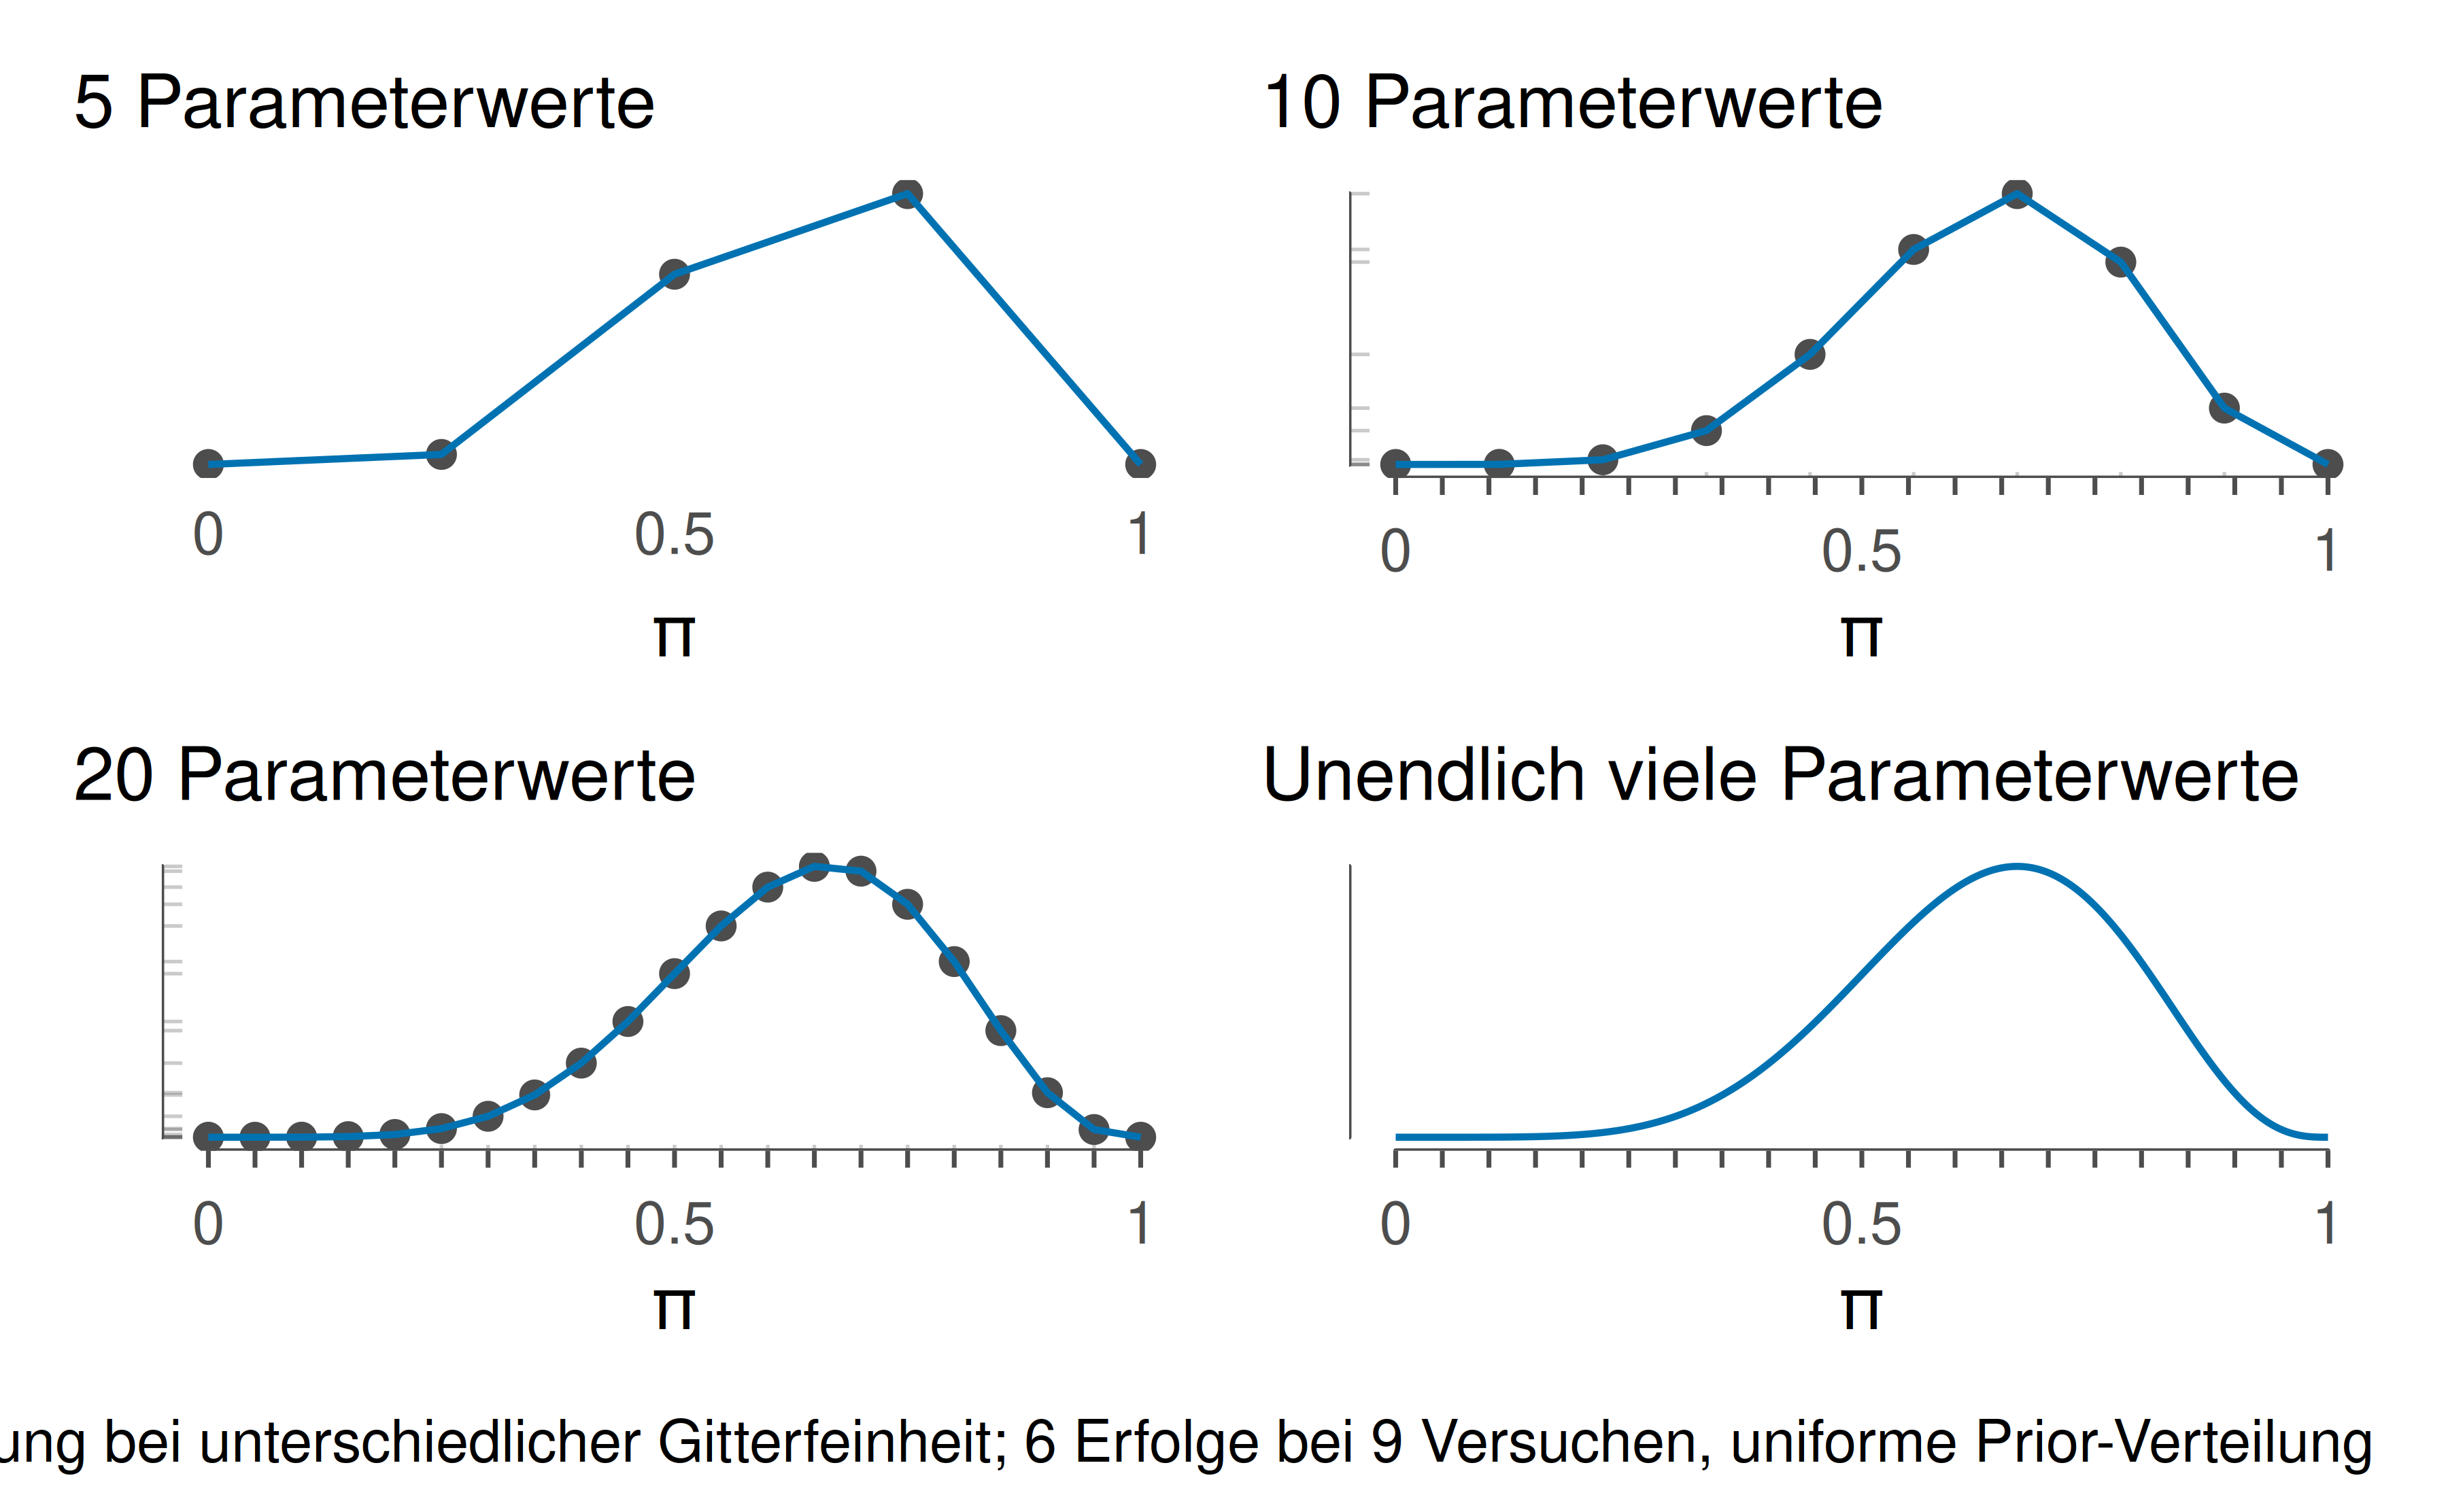 5 Parameterwerte
10 Parameterwerte
0 0.5 1
0 0.5 1
π
π
20 Parameterwerte
Unendlich viele Parameterwerte
0 0.5 1
0 0.5 1
π
π
ung bei unterschiedlicher Gitterfeinheit; 6 Erfolge bei 9 Versuchen, uniforme Prior-Verteilung